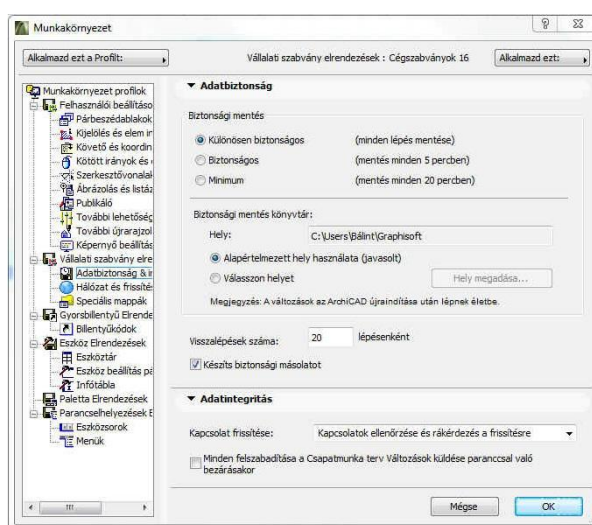 Munkakörnyezet
Alkalmazd ezt a Profilt:
Vállalati szabvány elrendezések : Cégszabványok 16
Alkalmazd ezt:
Munkakörnyezet profilok
Felhasználói beállításo
Párbeszédablakok
Kijelölés és elem in
Követő és koordin
Kötött irányok és
Szerkesztővonalak
Ábrázolás és listáz
Publikáló
További lehetőség
További újrarajzol
Képernyő beállítás
Vállalati szabvány elre
Adatbiztonság & in
Hálózat és frissítés
Speciális mappák
Gyorsbillentyű Elrende
Billentyűkódok
Eszköz Elrendezések
Eszköztár
Eszköz beállítás pa
Infótábla
Paletta Elrendezések
Parancselhelyezések E
Eszközsorok
Menük
Adatbiztonság
Biztonsági mentés
Különösen biztonságos (minden lépés mentése)
Biztonságos (mentés minden 5 percben)
Minimum (mentés minden 20 percben)
Biztonsági mentés könyvtár:
Hely: C:\Users\Bálint\Graphisoft
Alapértelmezett hely használata (javasolt)
Válasszon helyet
Hely megadása...
Megjegyzés: A változások az ArchiCAD újraindítása után lépnek életbe.
Visszalépések száma: 20 lépésenként
Készíts biztonsági másolatot
Adatintegritás
Kapcsolat frissítése: Kapcsolatok ellenőrzése és rákérdezés a frissítésre
Minden felszabadítása a Csapatmunka terv Változások küldése paranccsal való
bezárásakor
Mégse
OK